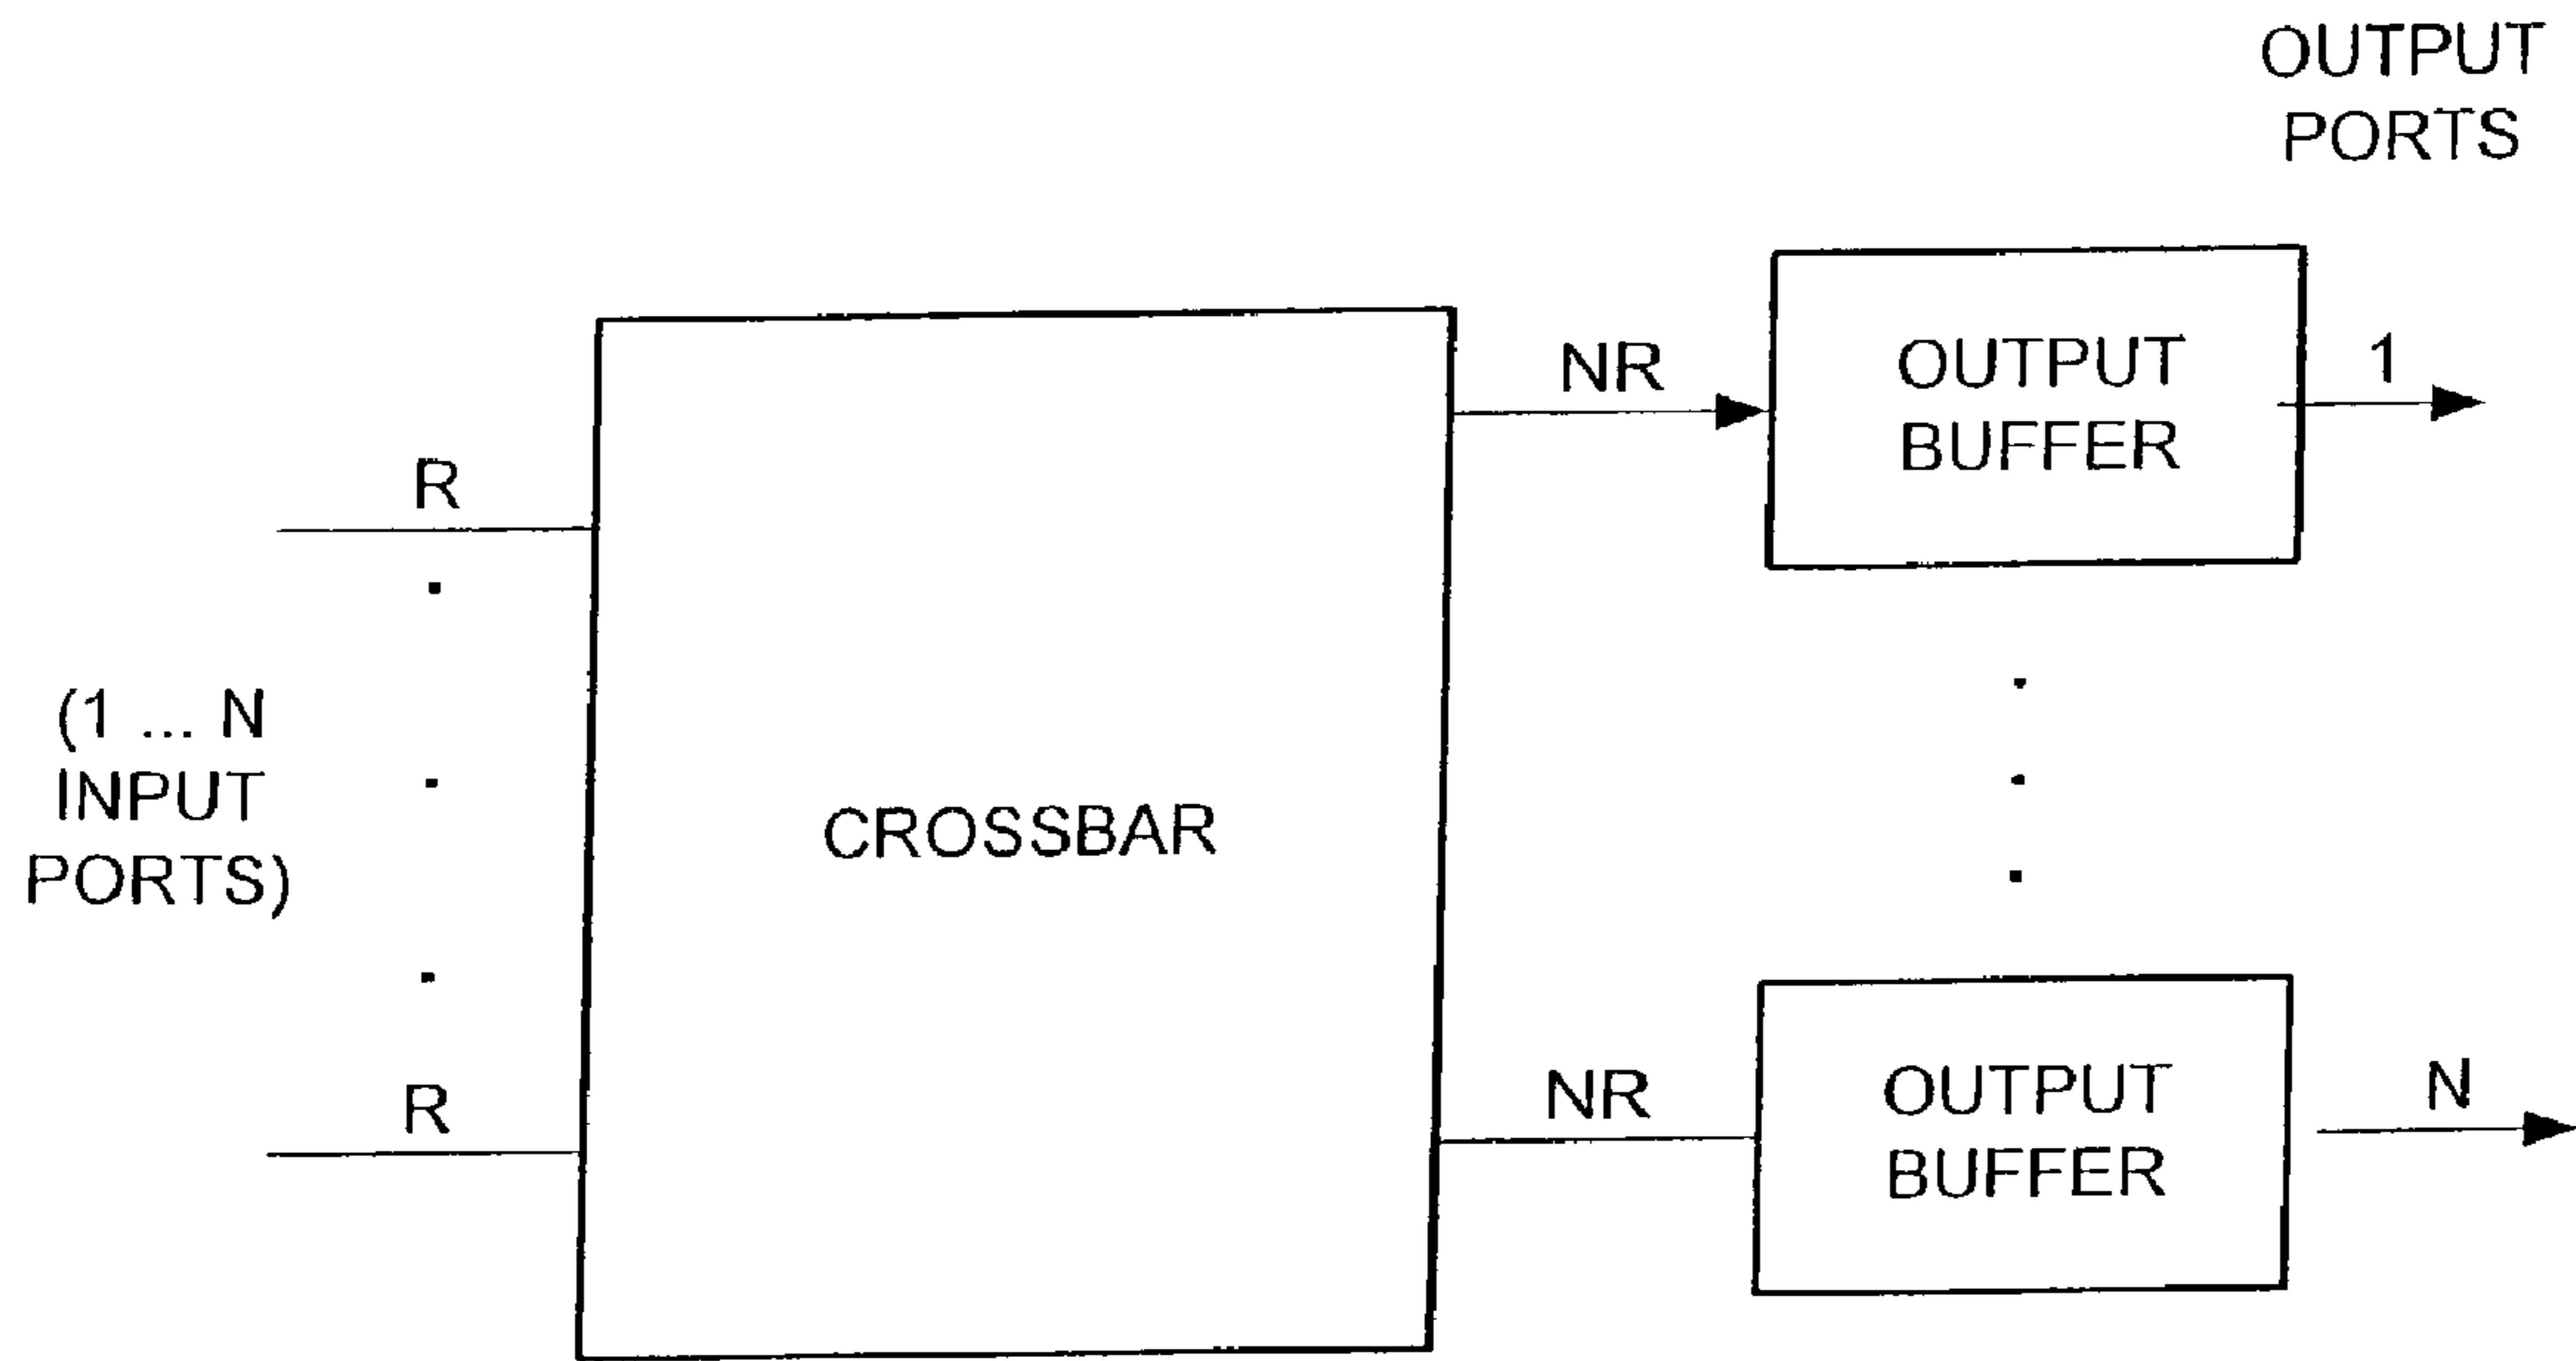 OUTPUT
PORTS
NR
OUTPUT
BUFFER
1
R
(1 ... N
INPUT
PORTS)
CROSSBAR
R
NR
OUTPUT
BUFFER
N